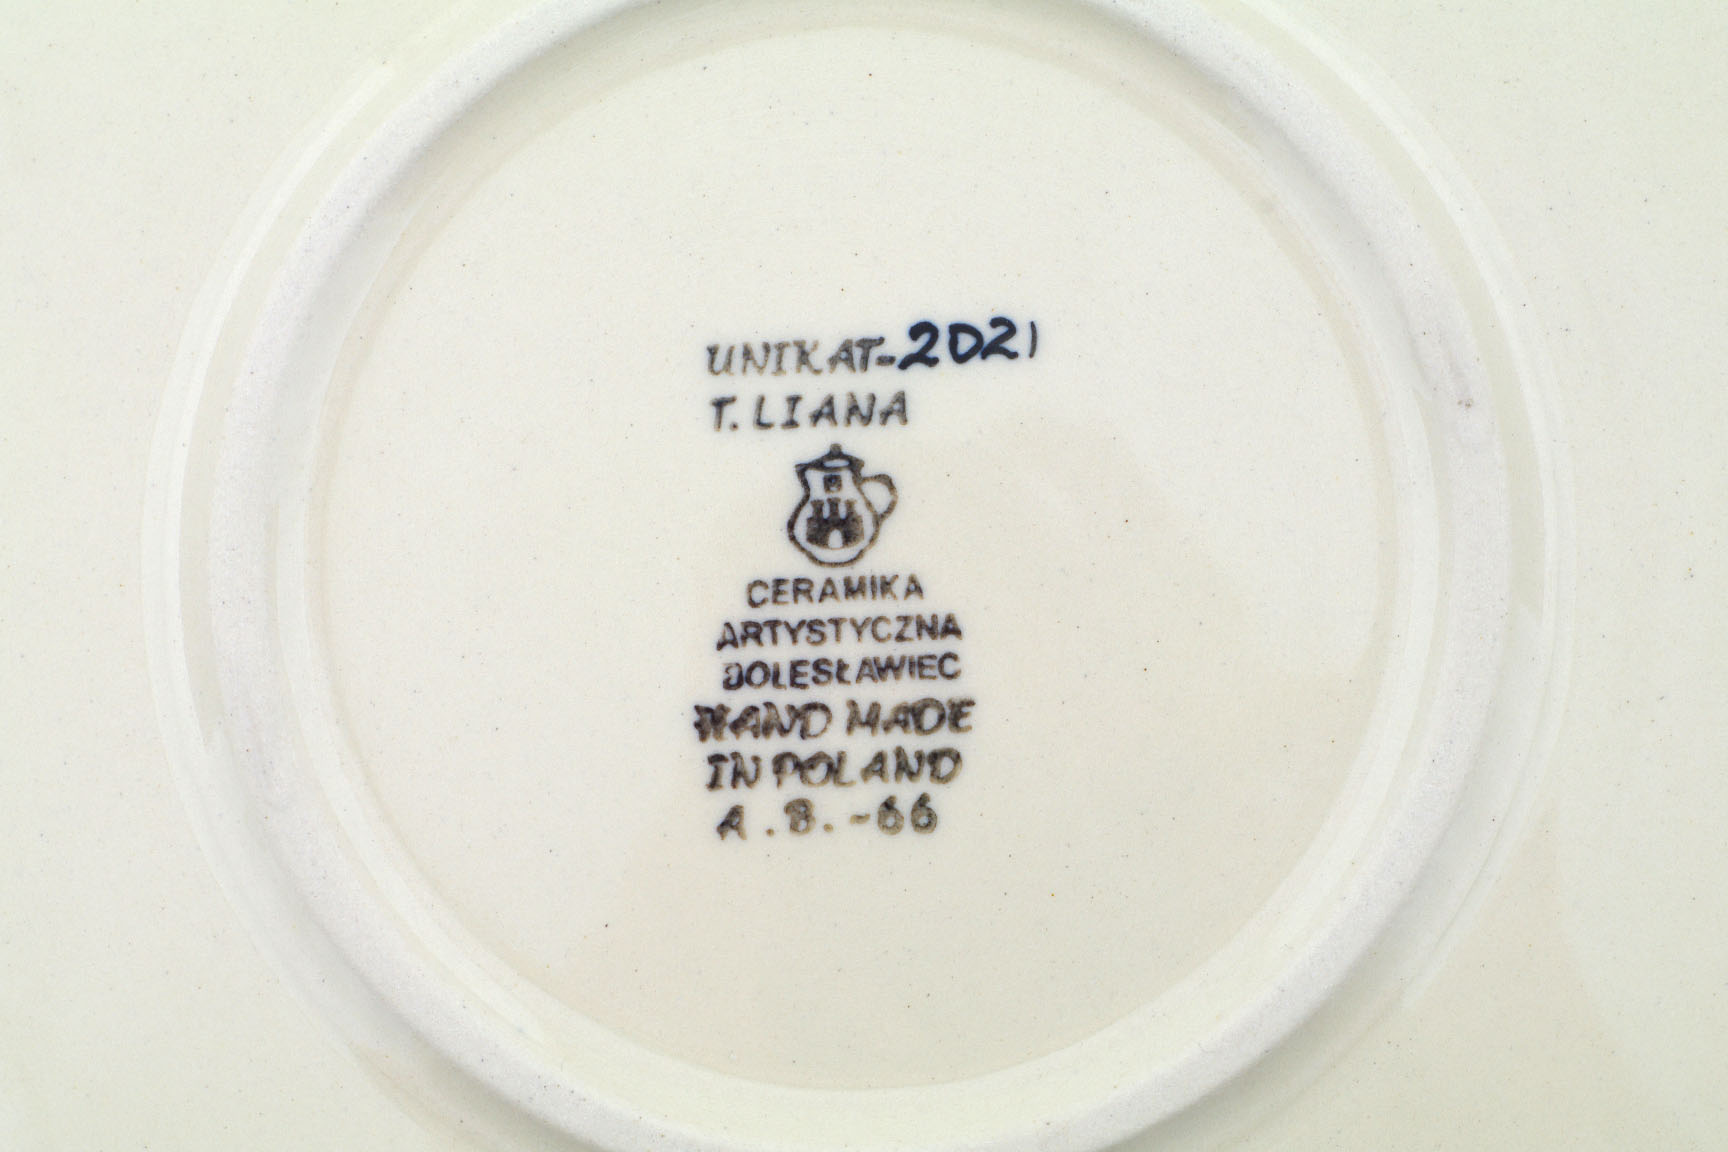 UNIKAT-2021
T. LIANA
CERAMIKA
ARTYSTYCZNA
BOLESŁAWIEC
HAND MADE
IN POLAND
A.B.-66